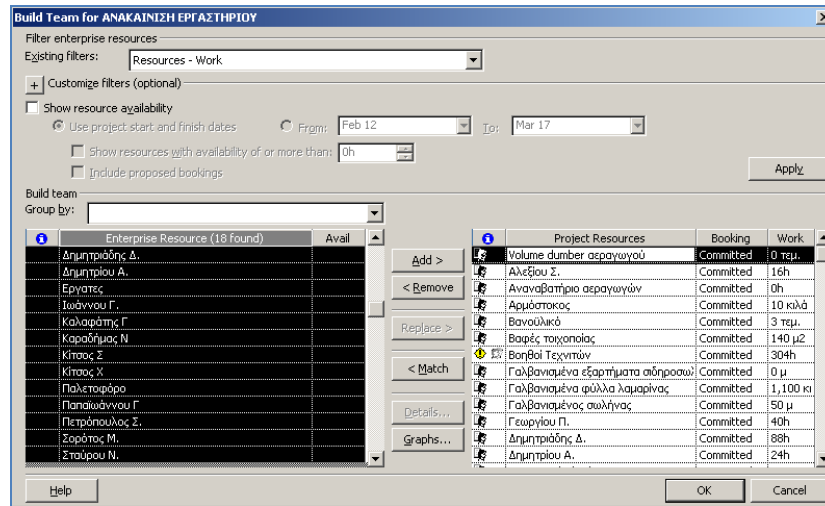 Build Team for ΑΝΑΚΑΙΝΙΣΗ ΕΡΓΑΣΤΗΡΙΟΥ
Filter enterprise resources
Existing filters: Resources - Work
+ Customize filters (optional)
Show resource availability
Use project start and finish dates From: Feb 12 To: Mar 17
Show resources with availability of or more than: 0h
Include proposed bookings
Apply
Build team
Group by:
Enterprise Resource (18 found) Avail
Δημητριάδης Δ.
Δημητρίου Α.
Εργατες
Ιωάννου Γ.
Καλαφάτης Γ
Καραδήμας Ν
Κίτσος Σ
Κίτσος Χ
Παλετοφόρο
Παπαϊωάννου Γ
Πετρόπουλος Σ.
Σορότος Μ.
Σταύρου Ν.
Add >
< Remove
Replace >
< Match
Details...
Graphs...
Project Resources Booking Work
Volume dumber αεραγωγού Committed 0 τεμ.
Αλεξίου Σ. Committed 16h
Αναναβατήριο αεραγωγών Committed 0h
Αρμόστοκος Committed 10 κιλά
Βανοϋλικό Committed 3 τεμ.
Βαφές τοιχοποιίας Committed 140 μ2
Βοηθοί Τεχνιτών Committed 304h
Γαλβανισμένα εξαρτήματα σιδηροσωλ Committed 0 μ
Γαλβανισμένα φύλλα λαμαρίνας Committed 1,100 κι
Γαλβανισμένος σωλήνας Committed 50 μ
Γεωργίου Π. Committed 40h
Δημητριάδης Δ. Committed 88h
Δημητρίου Α. Committed 24h
Help OK Cancel